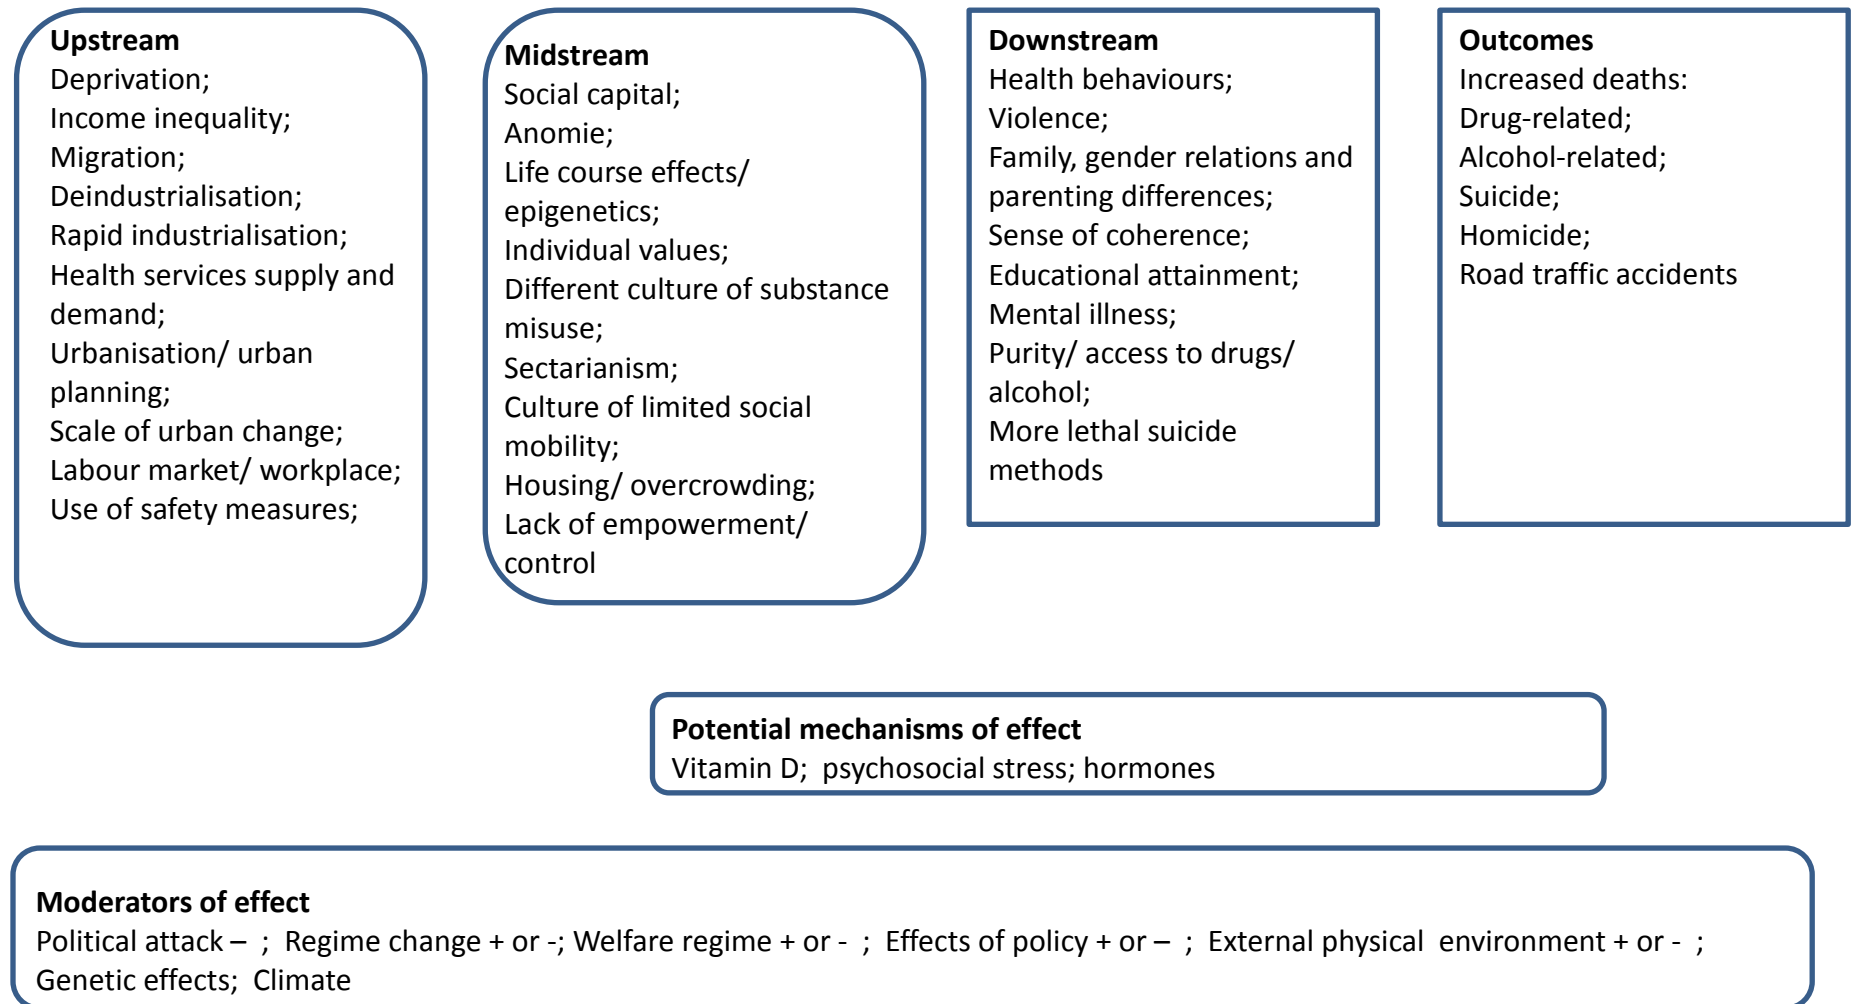 Upstream
Deprivation;
Income inequality;
Migration;
Deindustrialisation;
Rapid industrialisation;
Health services supply and
demand;
Urbanisation/ urban
planning;
Scale of urban change;
Labour market/ workplace;
Use of safety measures;
Midstream
Social capital;
Anomie;
Life course effects/
epigenetics;
Individual values;
Different culture of substance
misuse;
Sectarianism;
Culture of limited social
mobility;
Housing/ overcrowding;
Lack of empowerment/
control
Downstream
Health behaviours;
Violence;
Family, gender relations and
parenting differences;
Sense of coherence;
Educational attainment;
Mental illness;
Purity/ access to drugs/
alcohol;
More lethal suicide
methods
Outcomes
Increased deaths:
Drug-related;
Alcohol-related;
Suicide;
Homicide;
Road traffic accidents
Potential mechanisms of effect
Vitamin D;  psychosocial stress; hormones
Moderators of effect
Political attack –  ;  Regime change + or -; Welfare regime + or -  ;  Effects of policy + or –  ;  External physical  environment + or -  ;
Genetic effects;  Climate